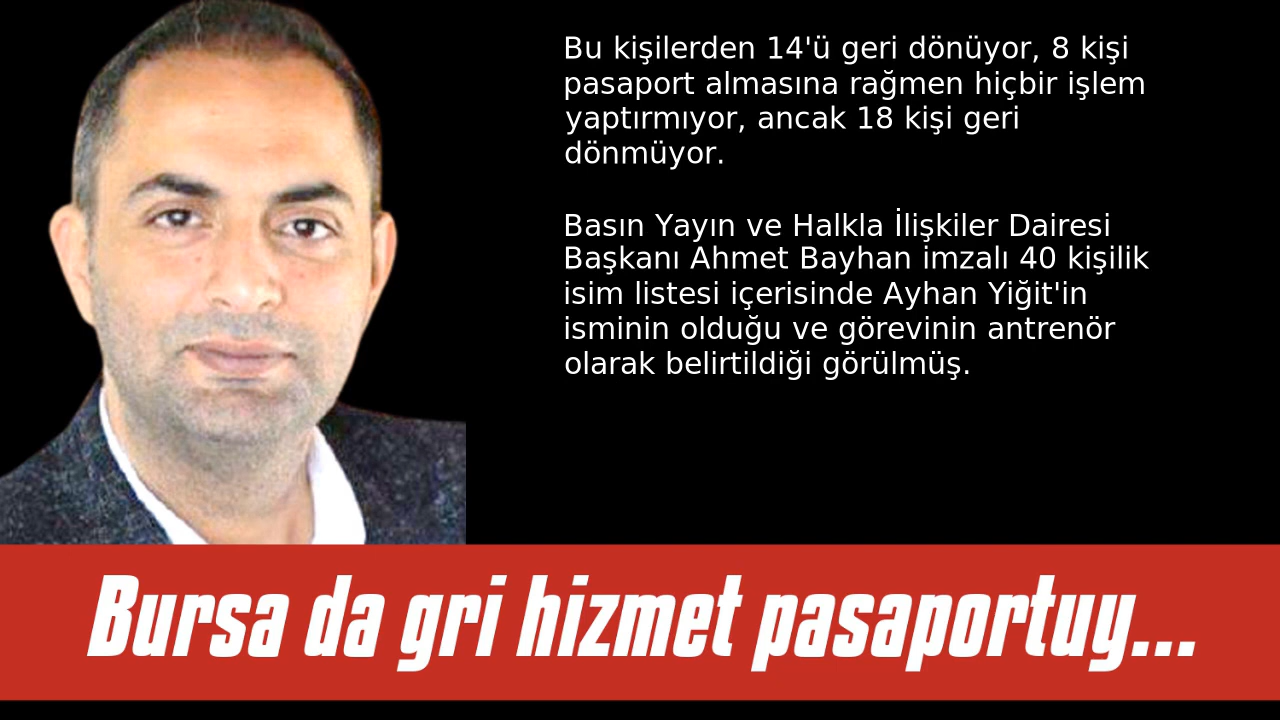 Bu kişilerden 14'ü geri dönüyor, 8 kişi
pasaport almasına rağmen hiçbir işlem
yaptırmıyor, ancak 18 kişi geri
dönmüyor.
Basın Yayın ve Halkla İlişkiler Dairesi
Başkanı Ahmet Bayhan imzalı 40 kişilik
isim listesi içerisinde Ayhan Yiğit'in
isminin olduğu ve görevinin antrenör
olarak belirtildiği görülmüş.
Bursa da gri hizmet pasaportuy...